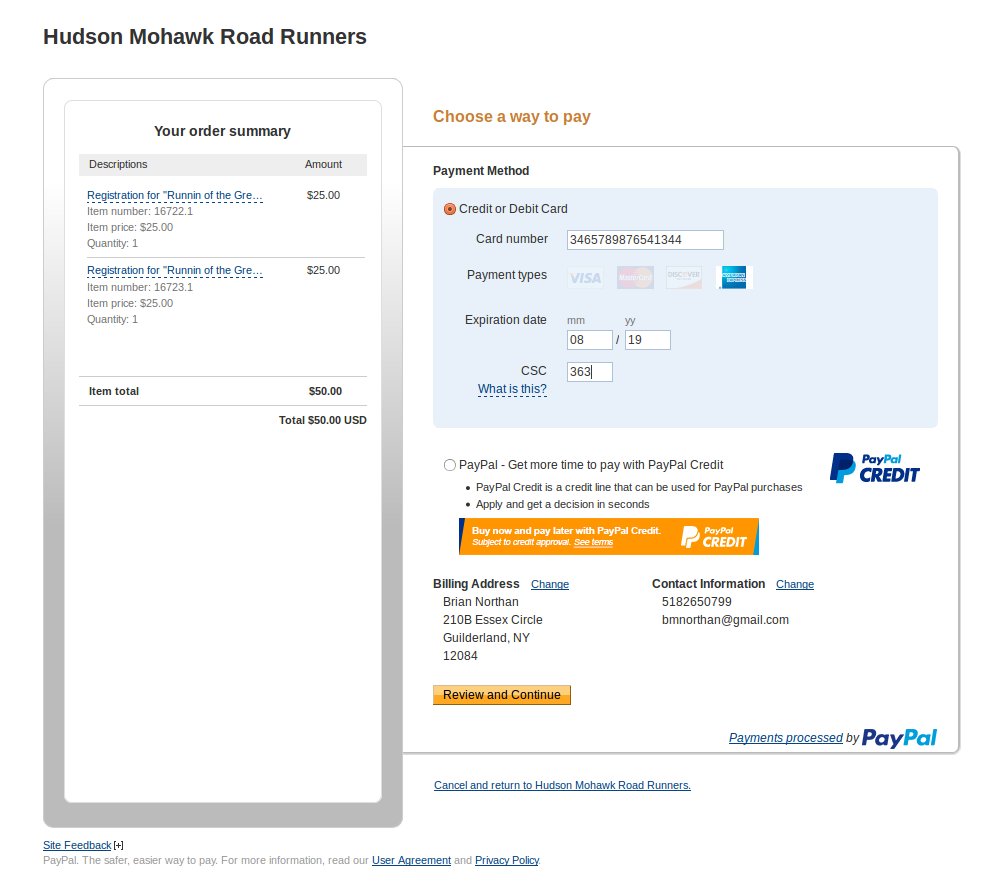 Hudson Mohawk Road Runners
Your order summary
Descriptions Amount
Registration for "Runnin of the Gre... $25.00
Item number: 16722.1
Item price: $25.00
Quantity: 1
Registration for "Runnin of the Gre... $25.00
Item number: 16723.1
Item price: $25.00
Quantity: 1
Item total $50.00
Total $50.00 USD
Choose a way to pay
Payment Method
Credit or Debit Card
Card number 3465789876541344
Payment types VISA MasterCard DISCOVER AMERICAN EXPRESS
Expiration date mm yy
08 / 19
CSC 363
What is this?
PayPal - Get more time to pay with PayPal Credit
PayPal CREDIT
• PayPal Credit is a credit line that can be used for PayPal purchases
• Apply and get a decision in seconds
Buy now and pay later with PayPal Credit.
Subject to credit approval. See terms
PayPal CREDIT
Billing Address Change
Brian Northan
210B Essex Circle
Guilderland, NY
12084
Contact Information Change
5182650799
bmnorthan@gmail.com
Review and Continue
Payments processed by PayPal
Cancel and return to Hudson Mohawk Road Runners.
Site Feedback [+]
PayPal. The safer, easier way to pay. For more information, read our User Agreement and Privacy Policy.